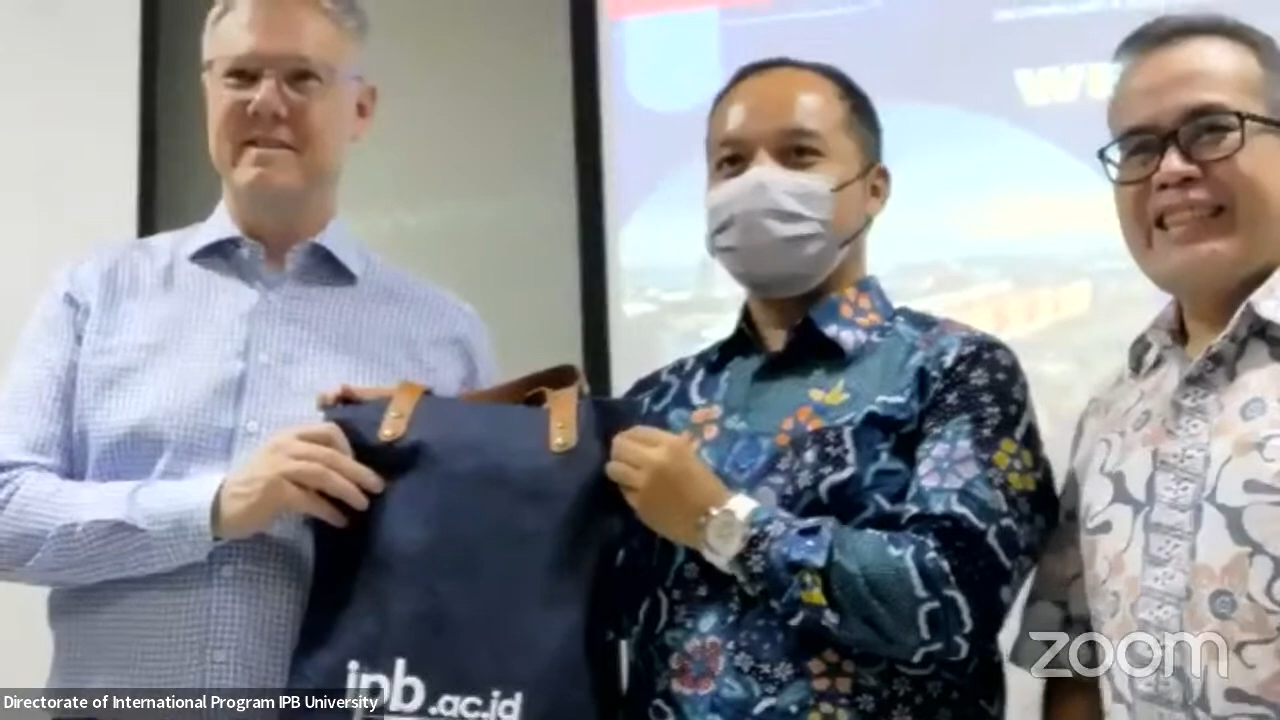 zoom
ipb.ac.id
Directorate of International Program IPB University